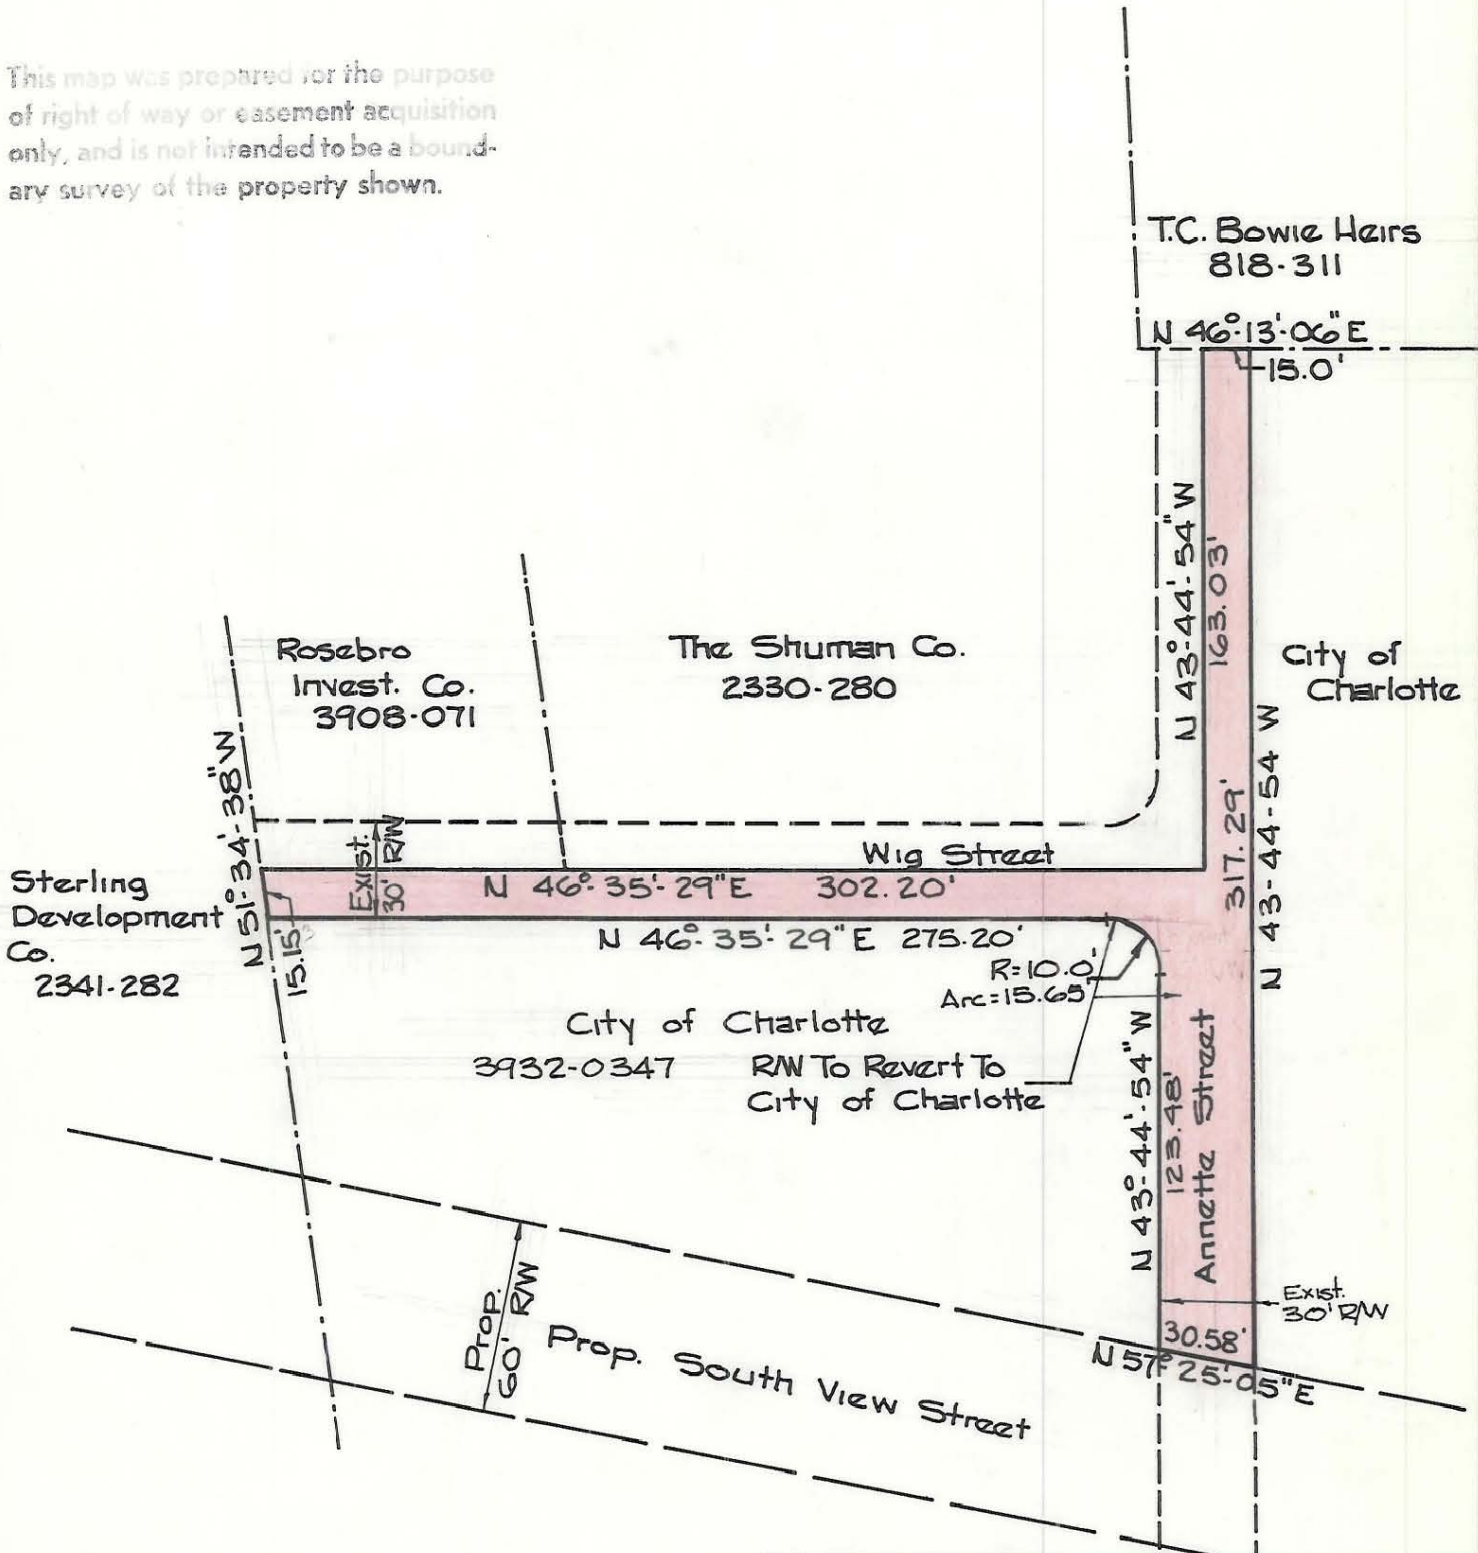 This map was prepared for the purpose
of right of way or easement acquisition
only, and is not intended to be a bound-
ary survey of the property shown.
T.C. Bowie Heirs
818-311
N 46°-13'-06" E
15.0'
N 43°-44'-54" W
163.03'
Rosebro
Invest. Co.
3908-071
The Shuman Co.
2330-280
City of
Charlotte
N 51°-34'-38" W
Exist.
30' R/W
Wig Street
317.29'
N 43-44-54 W
Sterling
Development
Co.
2341-282
N 46°-35'-29" E 302.20'
15.15'
N 46°-35'-29" E 275.20'
R=10.0'
Arc=15.65'
City of Charlotte
3932-0347
R/W To Revert To
City of Charlotte
N 43°-44'-54" W
123.48'
Annette Street
Exist.
30' R/W
30.58'
N 57°-25'-05" E
Prop.
60' R/W
Prop. South View Street